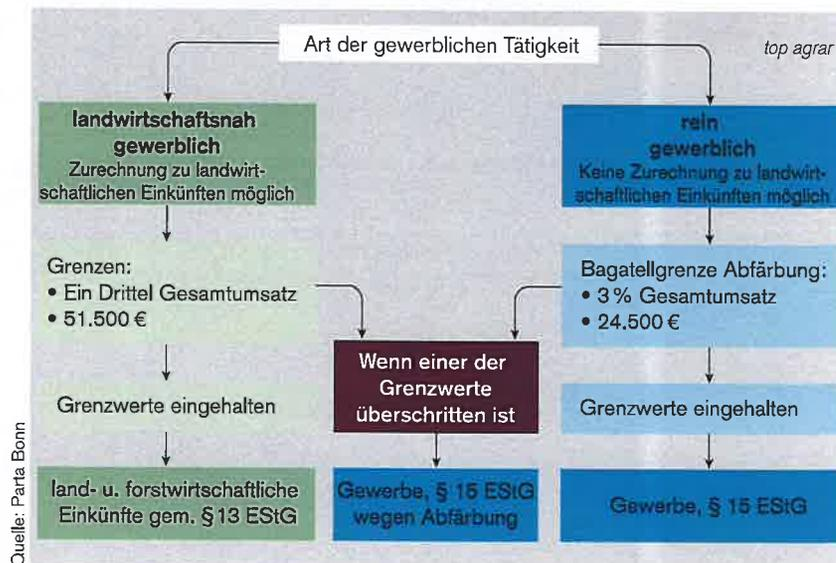 Art der gewerblichen Tätigkeit
top agrar
landwirtschaftsnah
gewerblich
Zurechnung zu landwirt-
schaftlichen Einkünften möglich
rein
gewerblich
Keine Zurechnung zu landwirt-
schaftlichen Einkünften möglich
Grenzen:
• Ein Drittel Gesamtumsatz
• 51.500 €
Bagatellgrenze Abfärbung:
• 3 % Gesamtumsatz
• 24.500 €
Wenn einer der
Grenzwerte
überschritten ist
Grenzwerte eingehalten
Grenzwerte eingehalten
land- u. forstwirtschaftliche
Einkünfte gem. § 13 EStG
Gewerbe, § 15 EStG
wegen Abfärbung
Gewerbe, § 15 EStG
Quelle: Parta Bonn